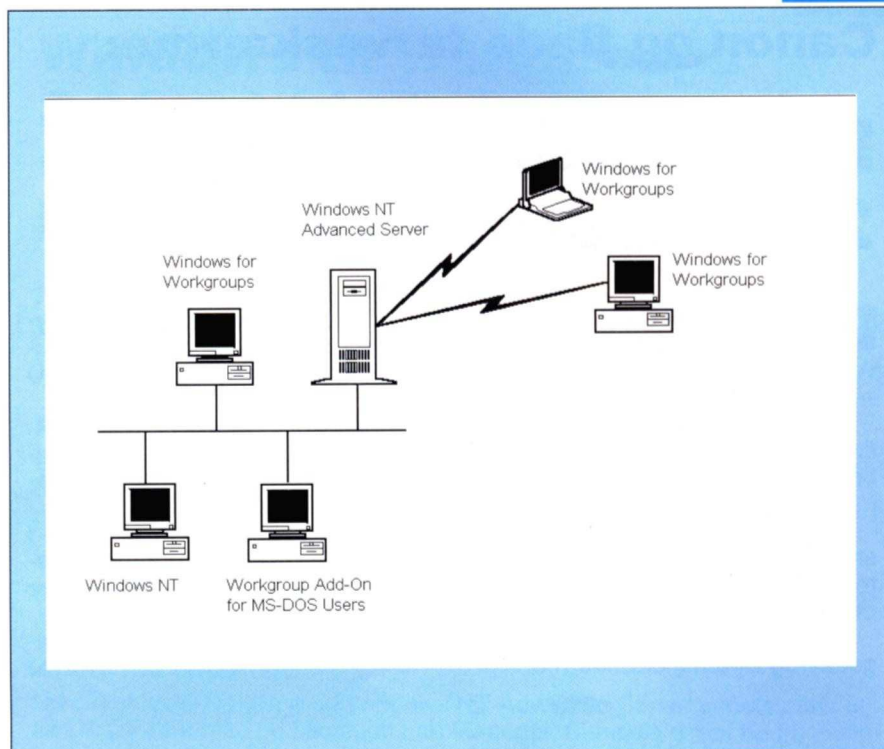 Windows for
Workgroups
Windows NT
Advanced Server
Windows for
Workgroups
Windows for
Workgroups
Windows NT
Workgroup Add-On
for MS-DOS Users